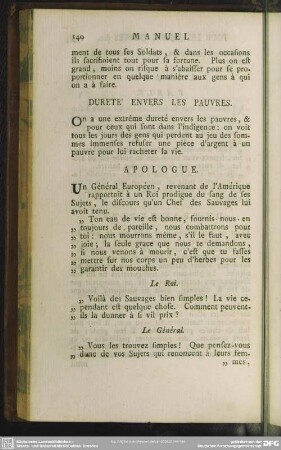 140 MANUEL
ment de tous ses Soldats, & dans les occasions
ils sacrifioient tout pour sa fortune. Plus on est
grand, moins on risque à s'abaisser pour se pro-
portionner en quelque manière aux gens à qui
on a à faire.
DURETÉ ENVERS LES PAUVRES.
On a une extrême dureté envers les pauvres, &
pour ceux qui sont dans l'indigence: on voit
tous les jours des gens qui perdent au jeu des som-
mes immenses refuser une piéce d'argent à un
pauvre pour lui racheter la vie.
APOLOGUE.
Un Général Européen, revenant de l'Amérique
rapportoit à un Roi prodigue du sang de ses
Sujets, le discours qu'un Chef des Sauvages lui
avoit tenu.
„ Ton eau de vie est bonne, fournis-nous-en
„ toujours de pareille, nous combattrons pour
„ toi: nous mourrons même, s'il le faut, avec
„ joie; la seule grace que nous te demandons,
„ si nous venons à mourir, c'est que tu fasses
„ mettre sur nos corps un peu d'herbes pour les
„ garantir des mouches.
Le Roi.
„ Voilà des Sauvages bien simples! La vie ce-
„ pendant est quelque chose. Comment peuvent-
„ ils la donner à si vil prix?
Le Général.
„ Vous les trouvez simples! Que pensez-vous
„ donc de vos Sujets qui renoncent à leurs fem-
„ mes,